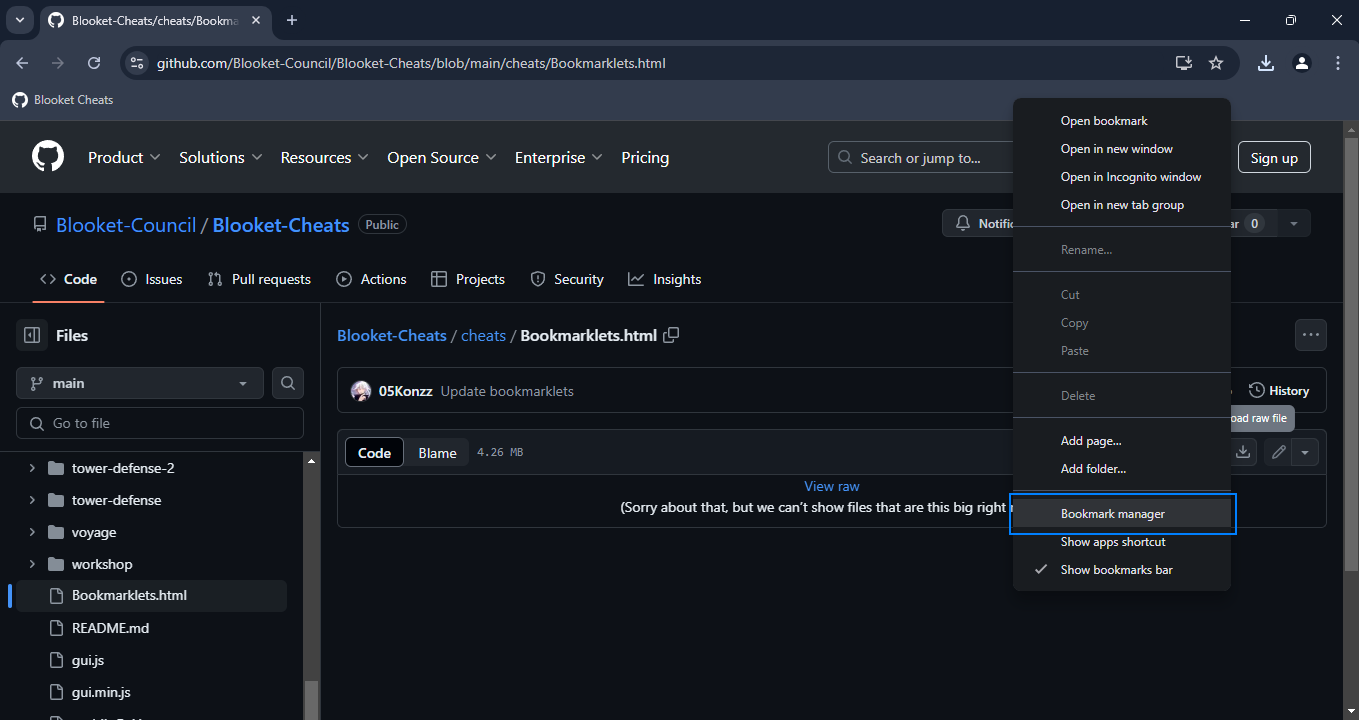 Blooket-Cheats/cheats/Bookma
github.com/Blooket-Council/Blooket-Cheats/blob/main/cheats/Bookmarklets.html
Blooket Cheats
Product
Solutions
Resources
Open Source
Enterprise
Pricing
Search or jump to...
Sign up
Blooket-Council / Blooket-Cheats
Public
Notific
ar 0
Code
Issues
Pull requests
Actions
Projects
Security
Insights
Files
main
Go to file
tower-defense-2
tower-defense
voyage
workshop
Bookmarklets.html
README.md
gui.js
gui.min.js
Blooket-Cheats / cheats / Bookmarklets.html
05Konzz Update bookmarklets
History
oad raw file
Code
Blame
4.26 MB
View raw
(Sorry about that, but we can’t show files that are this big right
Open bookmark
Open in new window
Open in Incognito window
Open in new tab group
Rename...
Cut
Copy
Paste
Delete
Add page...
Add folder...
Bookmark manager
Show apps shortcut
Show bookmarks bar